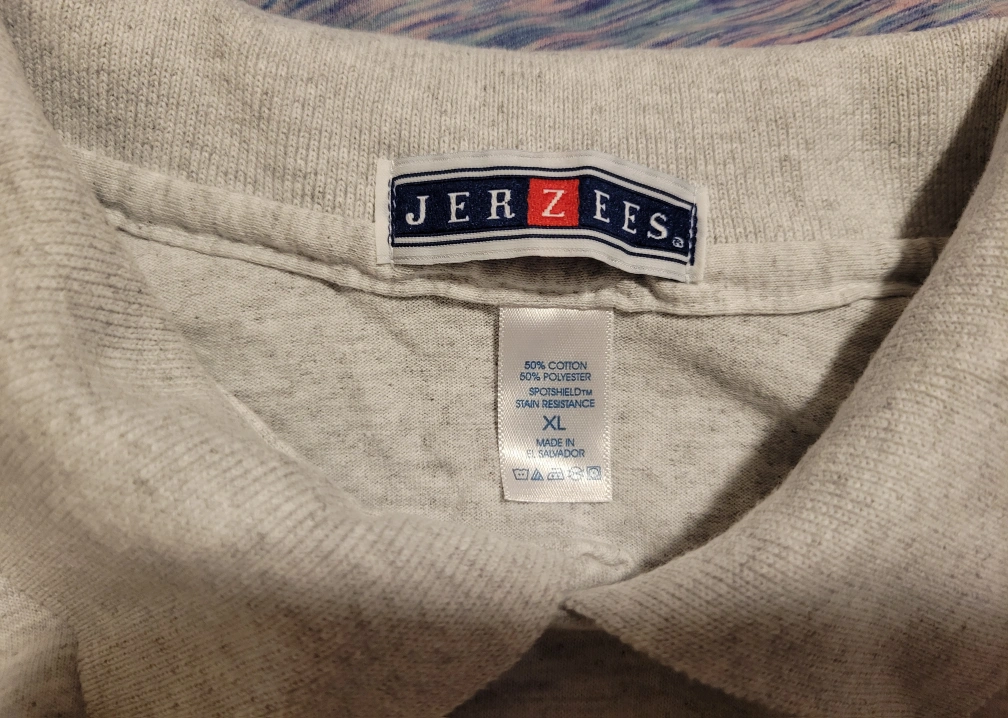 JERZEES®
50% COTTON
50% POLYESTER
SPOTSHIELD™
STAIN RESISTANCE
XL
MADE IN
EL SALVADOR